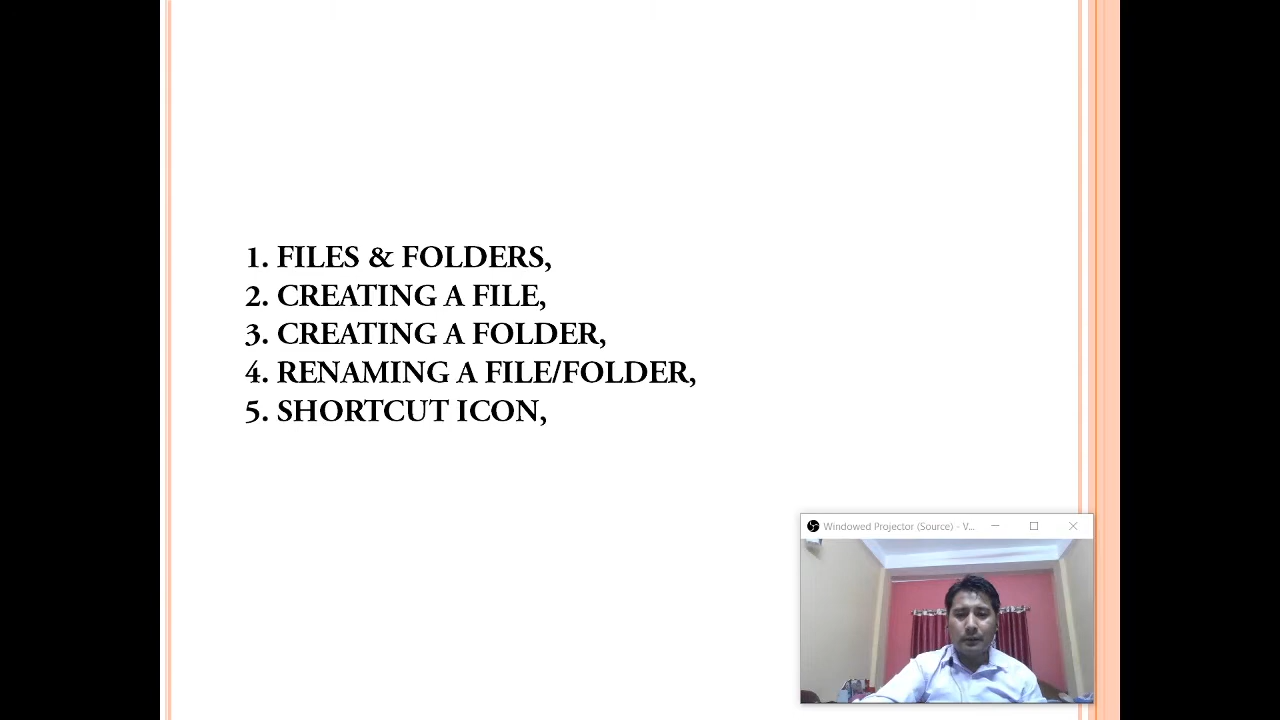 1. FILES & FOLDERS,
2. CREATING A FILE,
3. CREATING A FOLDER,
4. RENAMING A FILE/FOLDER,
5. SHORTCUT ICON,
Windowed Projector (Source) - V...